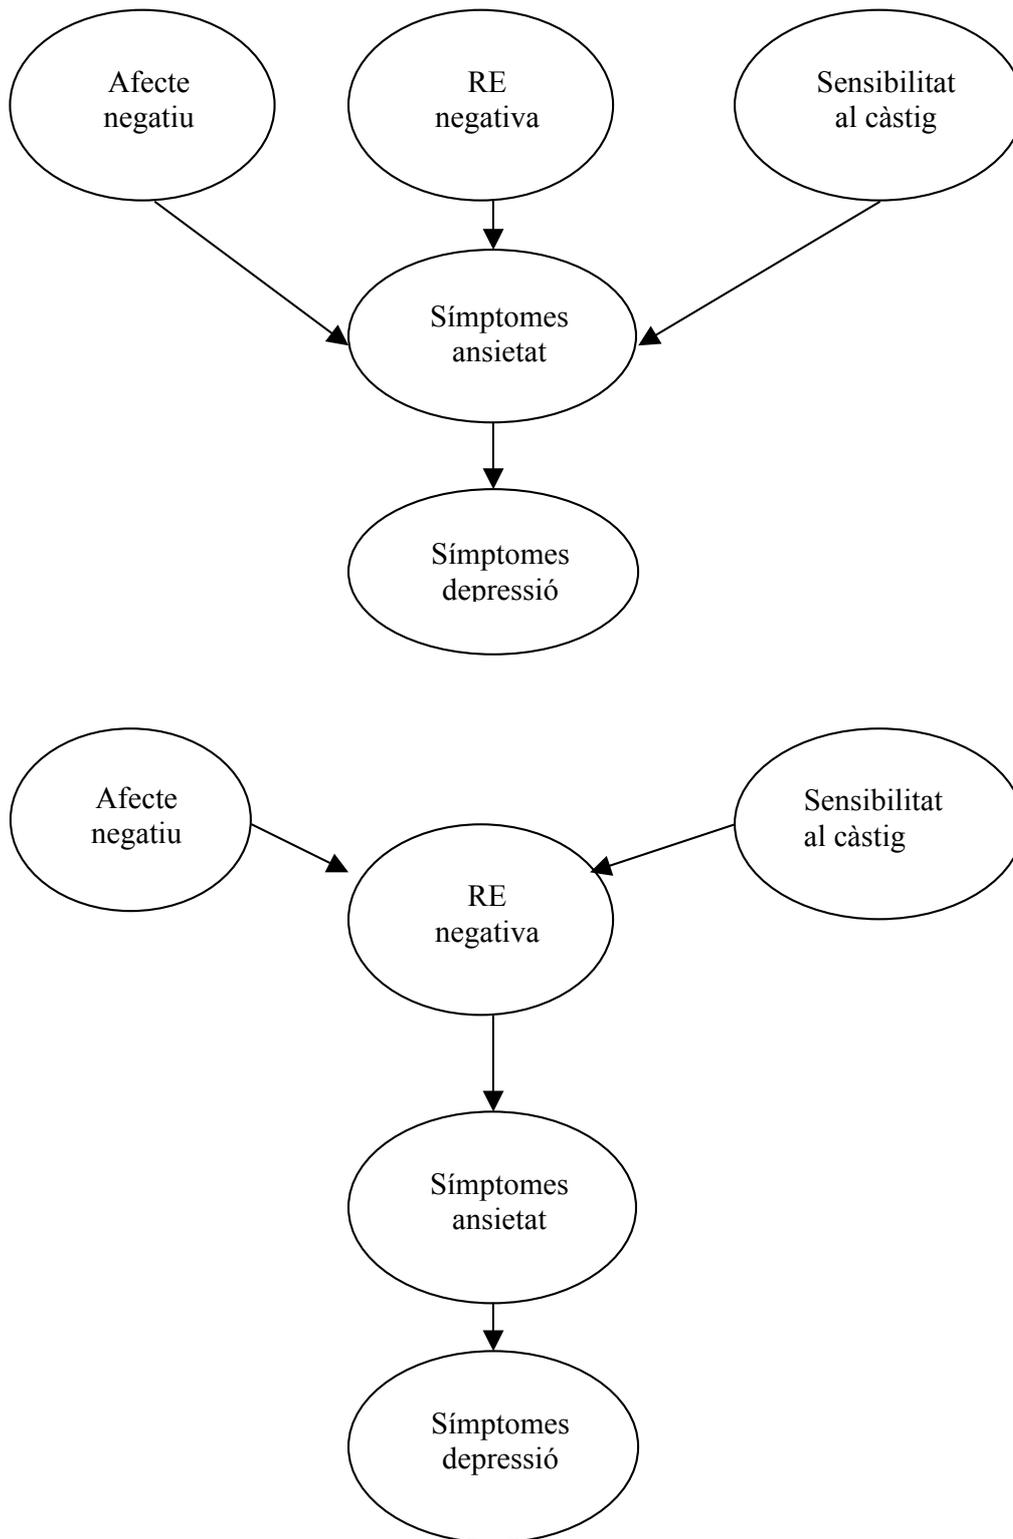 Afecte
negatiu
RE
negativa
Sensibilitat
al càstig
Símptomes
ansietat
Símptomes
depressió
Afecte
negatiu
Sensibilitat
al càstig
RE
negativa
Símptomes
ansietat
Símptomes
depressió